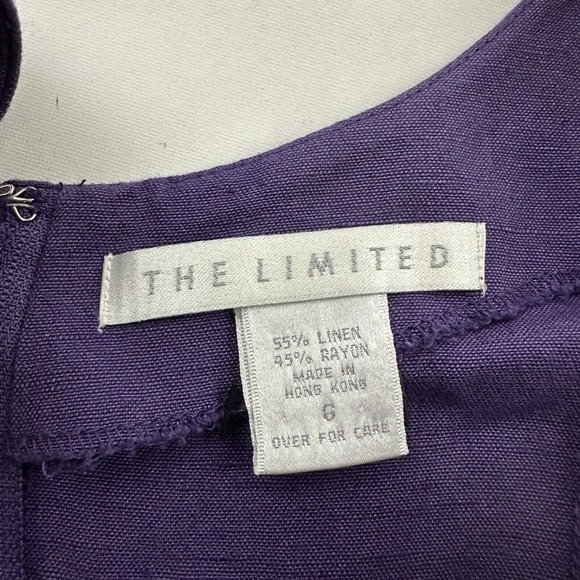 THE LIMITED
55% LINEN
45% RAYON
MADE IN
HONG KONG
6
OVER FOR CARE